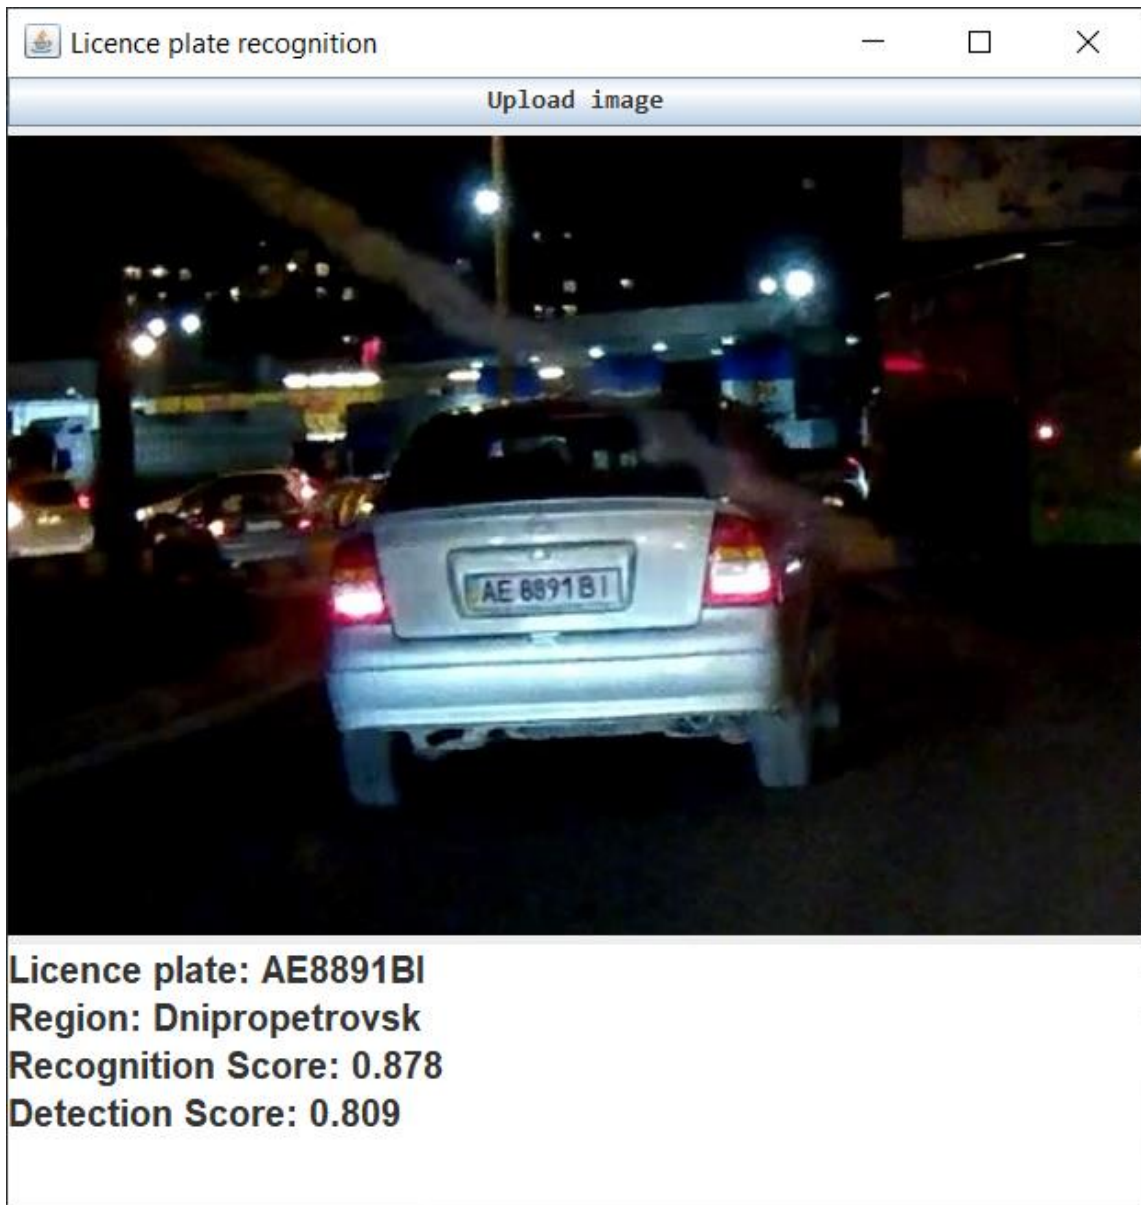 Licence plate recognition
Upload image
AE 8891 BI
Licence plate: AE8891BI
Region: Dnipropetrovsk
Recognition Score: 0.878
Detection Score: 0.809